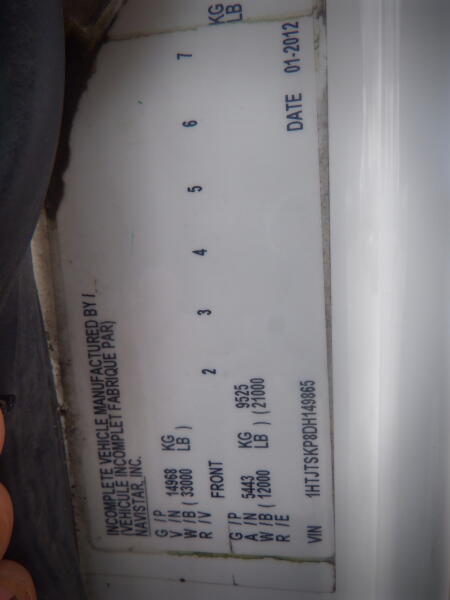 INCOMPLETE VEHICLE MANUFACTURED BY /
(VEHICULE INCOMPLET FABRIQUE PAR)
NAVISTAR, INC.
G / P
V / N 14968 KG
W / B ( 33000 LB )
R / V
FRONT 2 3 4 5 6 7
G / P
A / N 5443 KG 9525 KG
W / B ( 12000 LB ) ( 21000 LB
R / E
DATE 01-2012
VIN 1HTJTSKP8DH149865